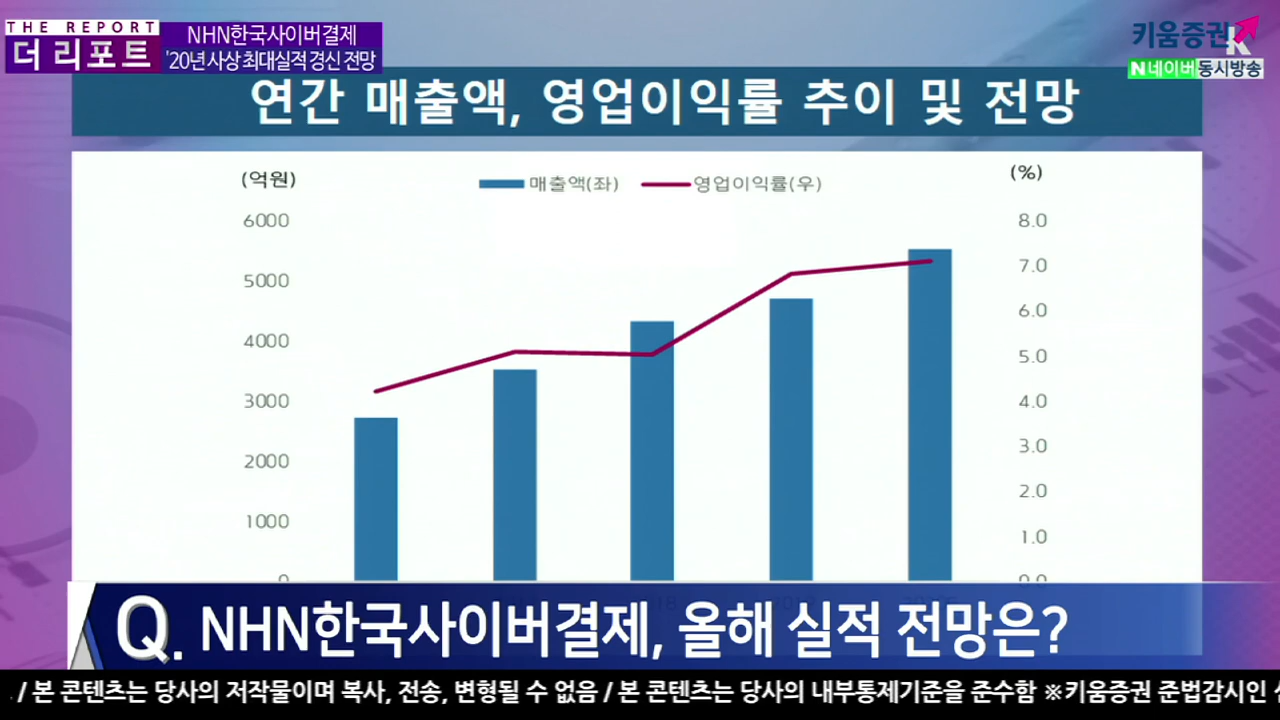 THE REPORT
더 리포트
NHN한국사이버결제
'20년 사상 최대실적 경신 전망
키움증권
N 네이버 동시방송
연간 매출액, 영업이익률 추이 및 전망
(억원)
매출액(좌) 영업이익률(우)
(%)
6000
5000
4000
3000
2000
1000
0
8.0
7.0
6.0
5.0
4.0
3.0
2.0
1.0
0.0
Q. NHN한국사이버결제, 올해 실적 전망은?
/ 본 콘텐츠는 당사의 저작물이며 복사, 전송, 변형될 수 없음 / 본 콘텐츠는 당사의 내부통제기준을 준수함 ※키움증권 준법감시인